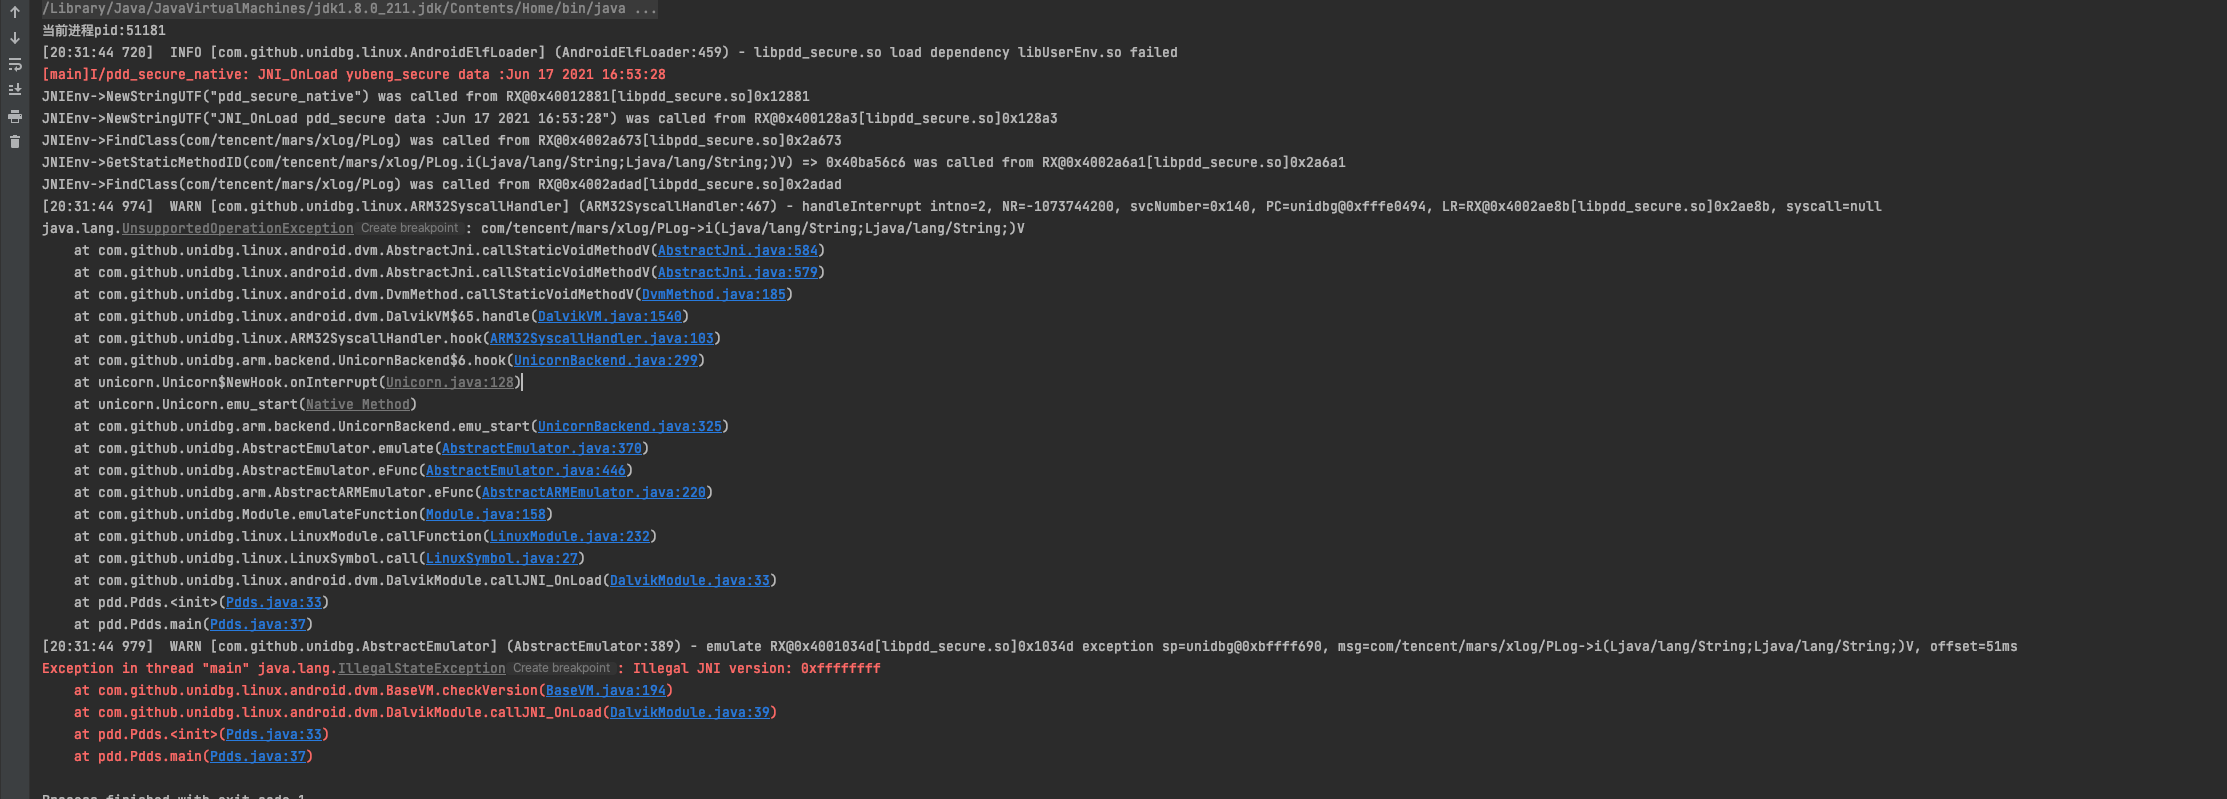 /Library/Java/JavaVirtualMachines/jdk1.8.0_211.jdk/Contents/Home/bin/java ...
当前进程pid:51181
[20:31:44 720]  INFO [com.github.unidbg.linux.AndroidElfLoader] (AndroidElfLoader:459) - libpdd_secure.so load dependency libUserEnv.so failed
[main]I/pdd_secure_native: JNI_OnLoad yubeng_secure data :Jun 17 2021 16:53:28
JNIEnv->NewStringUTF("pdd_secure_native") was called from RX@0x40012881[libpdd_secure.so]0x12881
JNIEnv->NewStringUTF("JNI_OnLoad pdd_secure data :Jun 17 2021 16:53:28") was called from RX@0x400128a3[libpdd_secure.so]0x128a3
JNIEnv->FindClass(com/tencent/mars/xlog/PLog) was called from RX@0x4002a673[libpdd_secure.so]0x2a673
JNIEnv->GetStaticMethodID(com/tencent/mars/xlog/PLog.i(Ljava/lang/String;Ljava/lang/String;)V) => 0x40ba56c6 was called from RX@0x4002a6a1[libpdd_secure.so]0x2a6a1
JNIEnv->FindClass(com/tencent/mars/xlog/PLog) was called from RX@0x4002adad[libpdd_secure.so]0x2adad
[20:31:44 974]  WARN [com.github.unidbg.linux.ARM32SyscallHandler] (ARM32SyscallHandler:467) - handleInterrupt intno=2, NR=-1073744200, svcNumber=0x140, PC=unidbg@0xfffe0494, LR=RX@0x4002ae8b[libpdd_secure.so]0x2ae8b, syscall=null
java.lang.UnsupportedOperationException Create breakpoint : com/tencent/mars/xlog/PLog->i(Ljava/lang/String;Ljava/lang/String;)V
    at com.github.unidbg.linux.android.dvm.AbstractJni.callStaticVoidMethodV(AbstractJni.java:584)
    at com.github.unidbg.linux.android.dvm.AbstractJni.callStaticVoidMethodV(AbstractJni.java:579)
    at com.github.unidbg.linux.android.dvm.DvmMethod.callStaticVoidMethodV(DvmMethod.java:185)
    at com.github.unidbg.linux.android.dvm.DalvikVM$65.handle(DalvikVM.java:1540)
    at com.github.unidbg.linux.ARM32SyscallHandler.hook(ARM32SyscallHandler.java:103)
    at com.github.unidbg.arm.backend.UnicornBackend$6.hook(UnicornBackend.java:299)
    at unicorn.Unicorn$NewHook.onInterrupt(Unicorn.java:128)
    at unicorn.Unicorn.emu_start(Native Method)
    at com.github.unidbg.arm.backend.UnicornBackend.emu_start(UnicornBackend.java:325)
    at com.github.unidbg.AbstractEmulator.emulate(AbstractEmulator.java:370)
    at com.github.unidbg.AbstractEmulator.eFunc(AbstractEmulator.java:446)
    at com.github.unidbg.arm.AbstractARMEmulator.eFunc(AbstractARMEmulator.java:220)
    at com.github.unidbg.Module.emulateFunction(Module.java:158)
    at com.github.unidbg.linux.LinuxModule.callFunction(LinuxModule.java:232)
    at com.github.unidbg.linux.LinuxSymbol.call(LinuxSymbol.java:27)
    at com.github.unidbg.linux.android.dvm.DalvikModule.callJNI_OnLoad(DalvikModule.java:33)
    at pdd.Pdds.<init>(Pdds.java:33)
    at pdd.Pdds.main(Pdds.java:37)
[20:31:44 979]  WARN [com.github.unidbg.AbstractEmulator] (AbstractEmulator:389) - emulate RX@0x4001034d[libpdd_secure.so]0x1034d exception sp=unidbg@0xbffff690, msg=com/tencent/mars/xlog/PLog->i(Ljava/lang/String;Ljava/lang/String;)V, offset=51ms
Exception in thread "main" java.lang.IllegalStateException Create breakpoint : Illegal JNI version: 0xffffffff
    at com.github.unidbg.linux.android.dvm.BaseVM.checkVersion(BaseVM.java:194)
    at com.github.unidbg.linux.android.dvm.DalvikModule.callJNI_OnLoad(DalvikModule.java:39)
    at pdd.Pdds.<init>(Pdds.java:33)
    at pdd.Pdds.main(Pdds.java:37)
Process finished with exit code 1